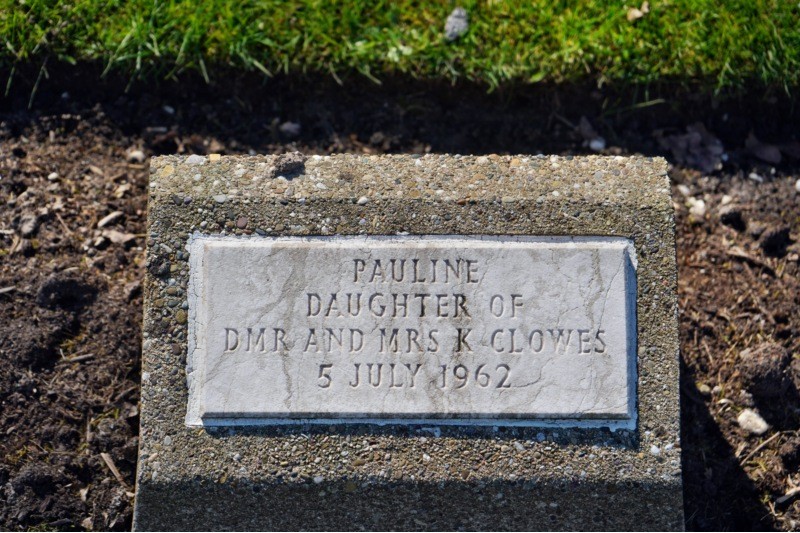 PAULINE
DAUGHTER OF
DMR AND MRS K CLOWES
5 JULY 1962